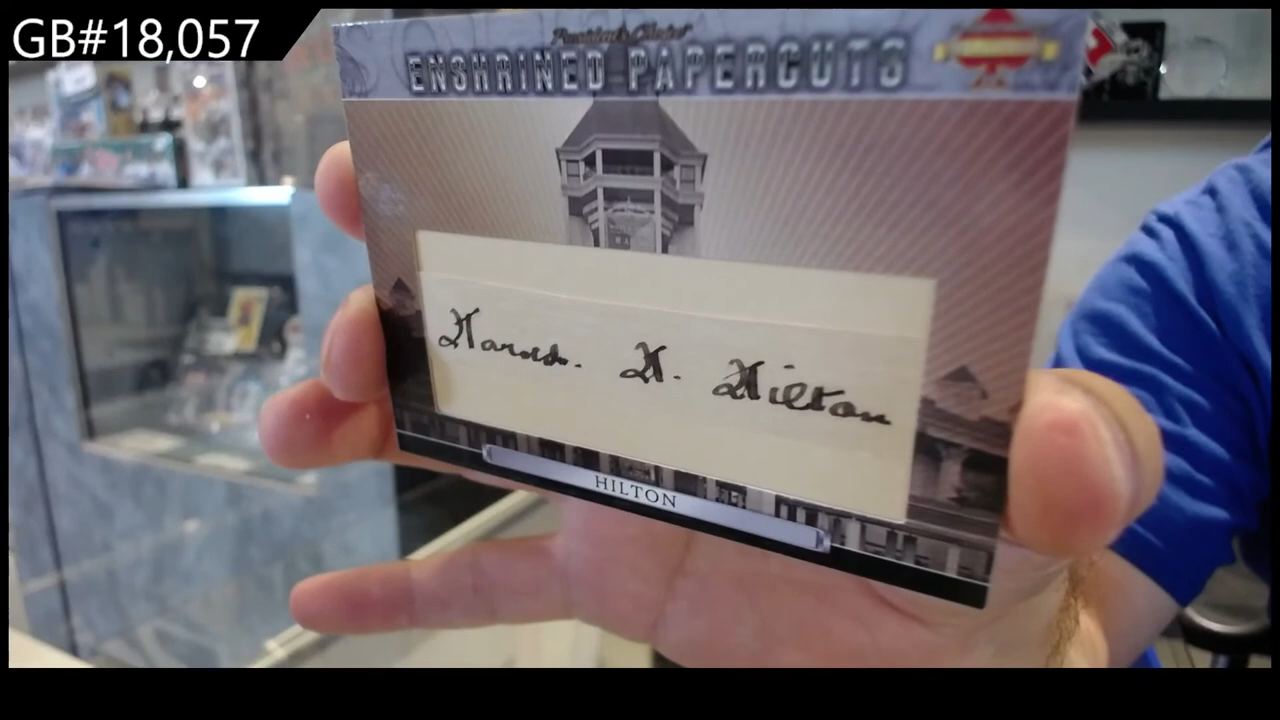 GB#18,057
President's Choice
ENSHRINED PAPERCUTS
Harold. H. Hilton
HILTON